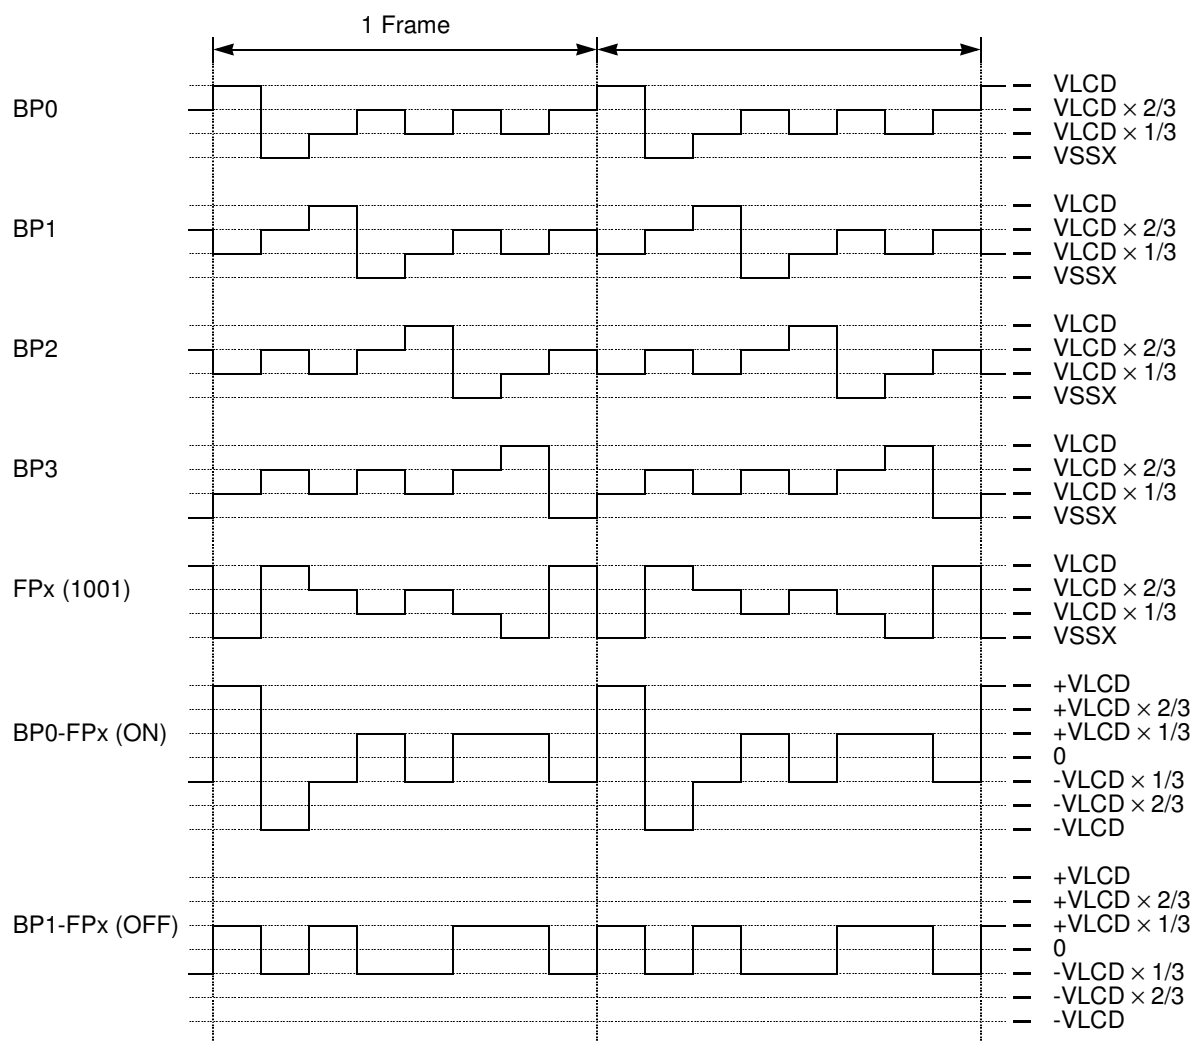 1 Frame
BP0
VLCD
VLCD × 2/3
VLCD × 1/3
VSSX
BP1
VLCD
VLCD × 2/3
VLCD × 1/3
VSSX
BP2
VLCD
VLCD × 2/3
VLCD × 1/3
VSSX
BP3
VLCD
VLCD × 2/3
VLCD × 1/3
VSSX
FPx (1001)
VLCD
VLCD × 2/3
VLCD × 1/3
VSSX
BP0-FPx (ON)
+VLCD
+VLCD × 2/3
+VLCD × 1/3
0
-VLCD × 1/3
-VLCD × 2/3
-VLCD
BP1-FPx (OFF)
+VLCD
+VLCD × 2/3
+VLCD × 1/3
0
-VLCD × 1/3
-VLCD × 2/3
-VLCD